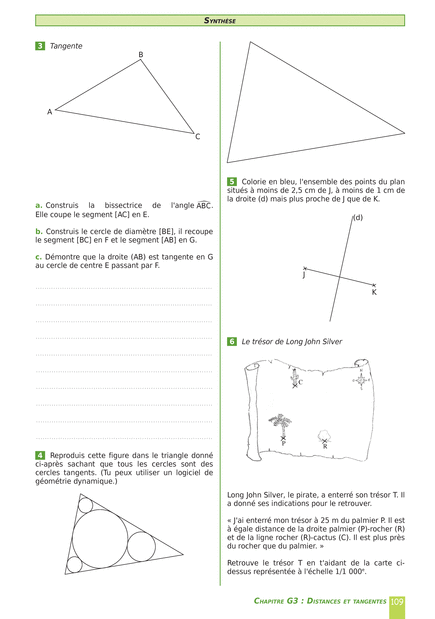 SYNTHÈSE
3 Tangente
B
A
C
a. Construis la bissectrice de l'angle ABC.
Elle coupe le segment [AC] en E.
b. Construis le cercle de diamètre [BE], il recoupe
le segment [BC] en F et le segment [AB] en G.
c. Démontre que la droite (AB) est tangente en G
au cercle de centre E passant par F.
4 Reproduis cette figure dans le triangle donné
ci-après sachant que tous les cercles sont des
cercles tangents. (Tu peux utiliser un logiciel de
géométrie dynamique.)
5 Colorie en bleu, l'ensemble des points du plan
situés à moins de 2,5 cm de J, à moins de 1 cm de
la droite (d) mais plus proche de J que de K.
(d)
J
K
6 Le trésor de Long John Silver
C
P
R
Long John Silver, le pirate, a enterré son trésor T. Il
a donné ses indications pour le retrouver.
« J'ai enterré mon trésor à 25 m du palmier P. Il est
à égale distance de la droite palmier (P)-rocher (R)
et de la ligne rocher (R)-cactus (C). Il est plus près
du rocher que du palmier. »
Retrouve le trésor T en t'aidant de la carte ci-
dessus représentée à l'échelle 1/1 000ᵉ.
CHAPITRE G3 : DISTANCES ET TANGENTES 109